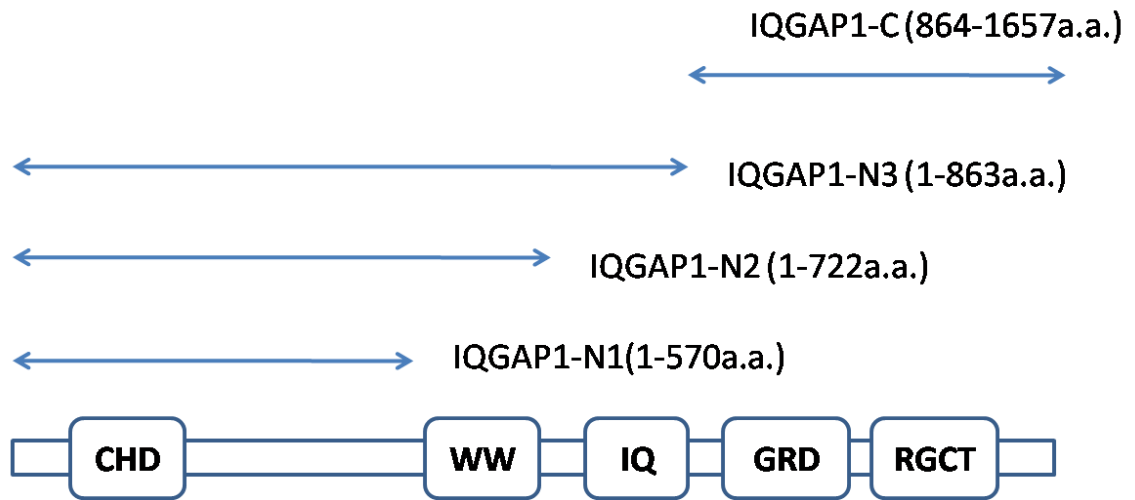 IQGAP1-C (864-1657a.a.)
IQGAP1-N3 (1-863a.a.)
IQGAP1-N2 (1-722a.a.)
IQGAP1-N1(1-570a.a.)
CHD WW IQ GRD RGCT